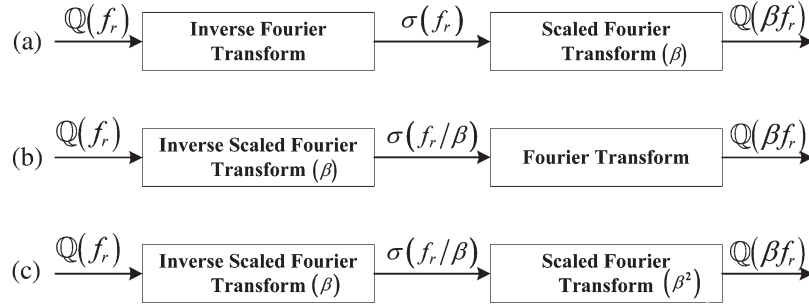 (a) ℚ(f_r) Inverse Fourier Transform σ(f_r) Scaled Fourier Transform (β) ℚ(βf_r)
(b) ℚ(f_r) Inverse Scaled Fourier Transform (β) σ(f_r/β) Fourier Transform ℚ(βf_r)
(c) ℚ(f_r) Inverse Scaled Fourier Transform (β) σ(f_r/β) Scaled Fourier Transform (β²) ℚ(βf_r)